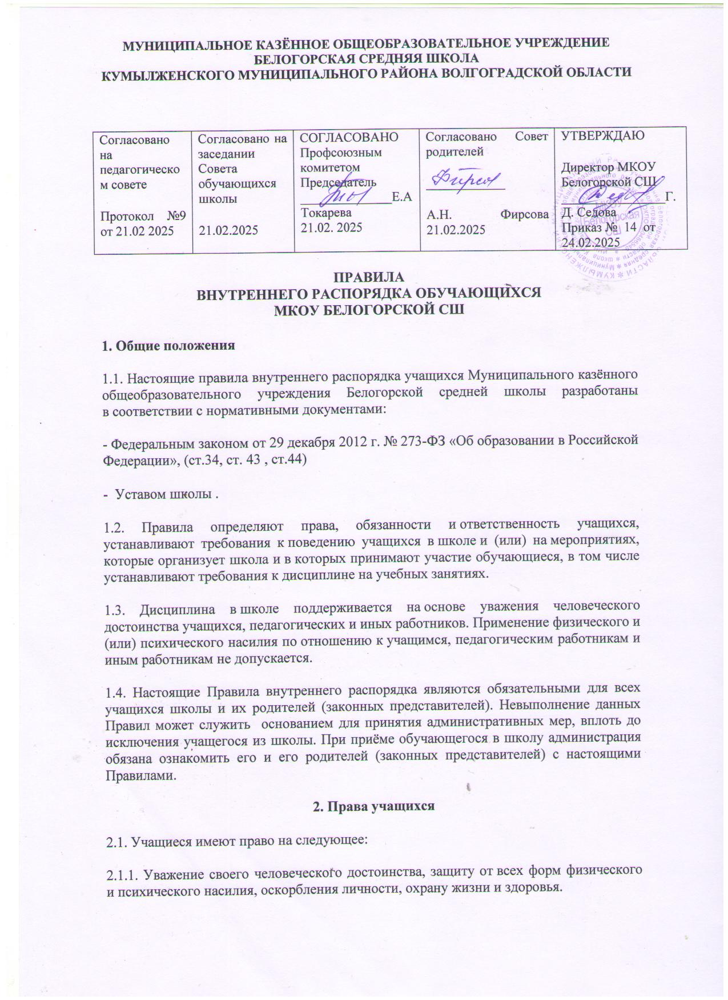 МУНИЦИПАЛЬНОЕ КАЗЁННОЕ ОБЩЕОБРАЗОВАТЕЛЬНОЕ УЧРЕЖДЕНИЕ
БЕЛОГОРСКАЯ СРЕДНЯЯ ШКОЛА
КУМЫЛЖЕНСКОГО МУНИЦИПАЛЬНОГО РАЙОНА ВОЛГОГРАДСКОЙ ОБЛАСТИ
Согласовано
на
педагогическо
м совете
Протокол №9
от 21.02 2025
Согласовано на
заседании
Совета
обучающихся
школы
21.02.2025
СОГЛАСОВАНО
Профсоюзным
комитетом
Председатель
______________Е.А
Токарева
21.02. 2025
Согласовано Совет
родителей
____________
А.Н. Фирсова
21.02.2025
УТВЕРЖДАЮ
Директор МКОУ
Белогорской СШ
________________Г.
Д. Седова
Приказ № 14 от
24.02.2025
МКОУ
Белогорская
СШ
ПРАВИЛА
ВНУТРЕННЕГО РАСПОРЯДКА ОБУЧАЮЩИХСЯ
МКОУ БЕЛОГОРСКОЙ СШ
1. Общие положения
1.1. Настоящие правила внутреннего распорядка учащихся Муниципального казённого
общеобразовательного учреждения Белогорской средней школы разработаны
в соответствии с нормативными документами:
- Федеральным законом от 29 декабря 2012 г. № 273-ФЗ «Об образовании в Российской
Федерации», (ст.34, ст. 43 , ст.44)
- Уставом школы .
1.2. Правила определяют права, обязанности и ответственность учащихся,
устанавливают требования к поведению учащихся в школе и (или) на мероприятиях,
которые организует школа и в которых принимают участие обучающиеся, в том числе
устанавливают требования к дисциплине на учебных занятиях.
1.3. Дисциплина в школе поддерживается на основе уважения человеческого
достоинства учащихся, педагогических и иных работников. Применение физического и
(или) психического насилия по отношению к учащимся, педагогическим работникам и
иным работникам не допускается.
1.4. Настоящие Правила внутреннего распорядка являются обязательными для всех
учащихся школы и их родителей (законных представителей). Невыполнение данных
Правил может служить основанием для принятия административных мер, вплоть до
исключения учащегося из школы. При приёме обучающегося в школу администрация
обязана ознакомить его и его родителей (законных представителей) с настоящими
Правилами.
2. Права учащихся
2.1. Учащиеся имеют право на следующее:
2.1.1. Уважение своего человеческого достоинства, защиту от всех форм физического
и психического насилия, оскорбления личности, охрану жизни и здоровья.